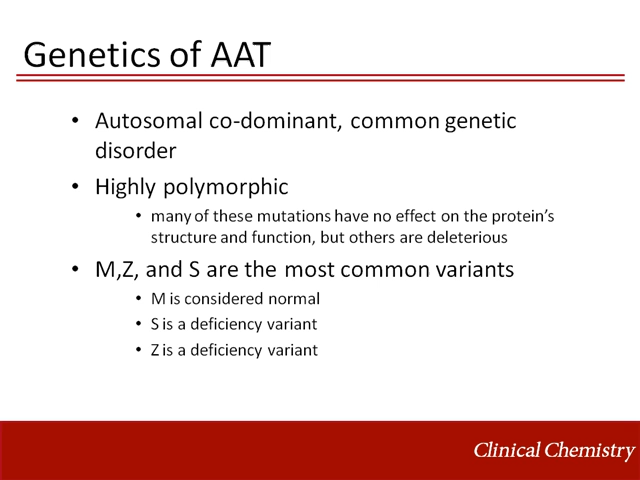 Genetics of AAT
• Autosomal co-dominant, common genetic
disorder
• Highly polymorphic
• many of these mutations have no effect on the protein's
structure and function, but others are deleterious
• M,Z, and S are the most common variants
• M is considered normal
• S is a deficiency variant
• Z is a deficiency variant
Clinical Chemistry